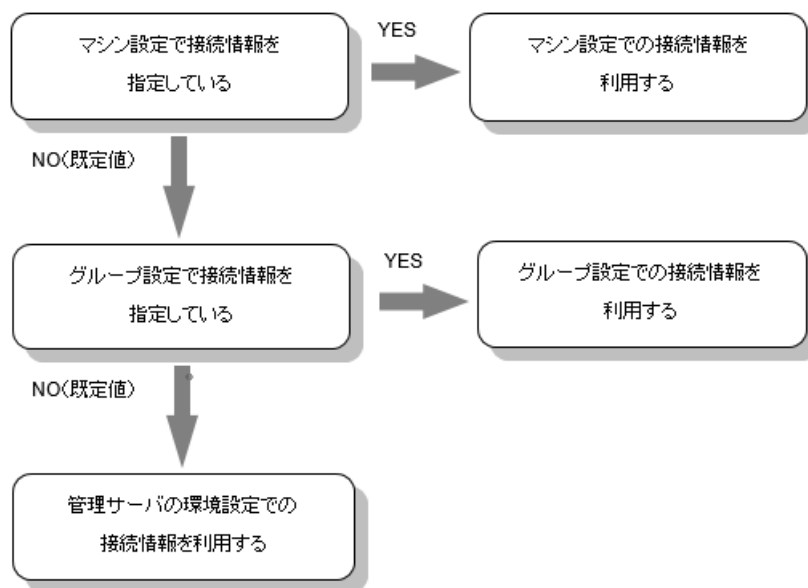 マシン設定で接続情報を
指定している
YES
マシン設定での接続情報を
利用する
NO(既定値)
グループ設定で接続情報を
指定している
YES
グループ設定での接続情報を
利用する
NO(既定値)
管理サーバの環境設定での
接続情報を利用する